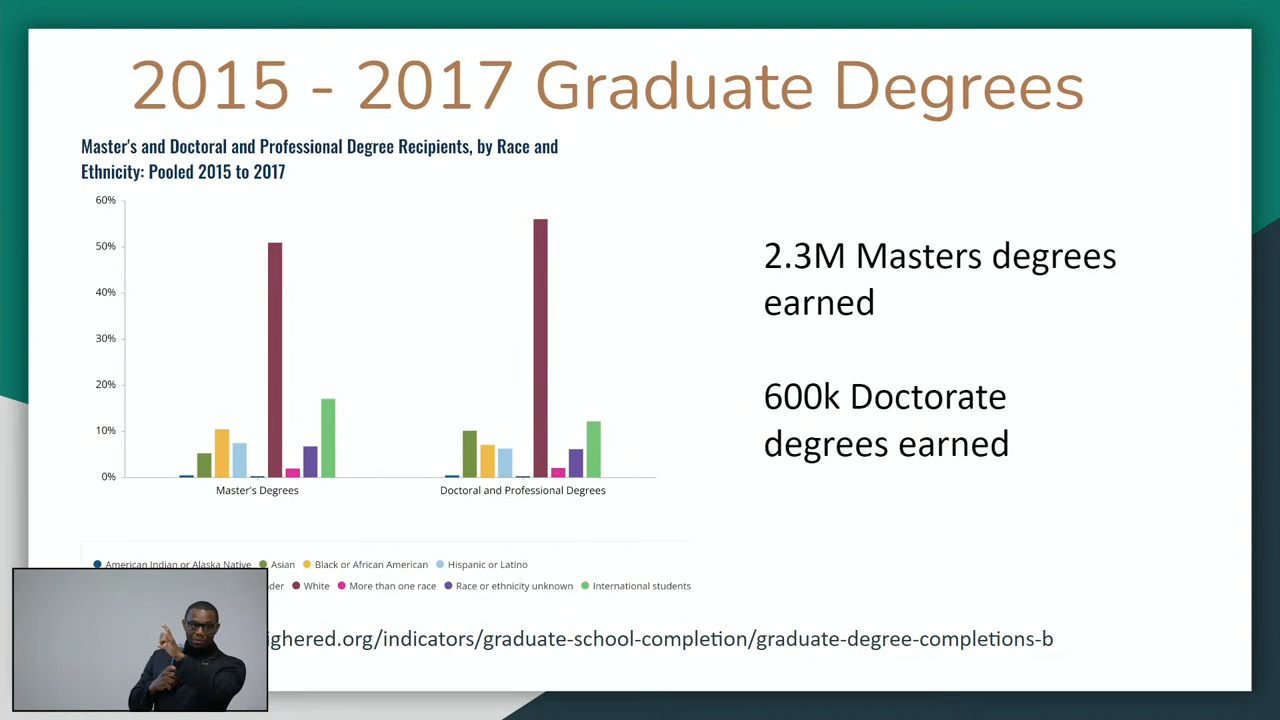 2015 - 2017 Graduate Degrees
Master's and Doctoral and Professional Degree Recipients, by Race and
Ethnicity: Pooled 2015 to 2017
60%
50%
40%
30%
20%
10%
0%
Master's Degrees
Doctoral and Professional Degrees
2.3M Masters degrees
earned
600k Doctorate
degrees earned
American Indian or Alaska Native Asian Black or African American Hispanic or Latino
White More than one race Race or ethnicity unknown International students
ighered.org/indicators/graduate-school-completion/graduate-degree-completions-b